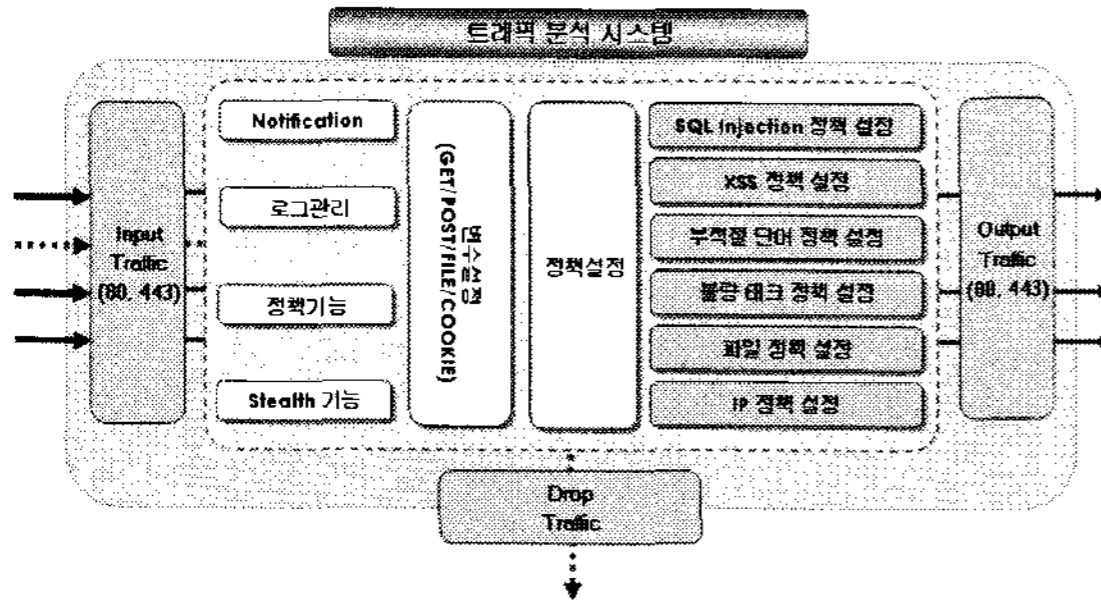 트래픽 분석 시스템
Input
Traffic
(80, 443)
Notification
로그관리
정책기능
Stealth 기능
변수설정
(GET/POST/FILE/COOKIE)
정책설정
SQL Injection 정책 설정
XSS 정책 설정
부적절 단어 정책 설정
불량 태크 정책 설정
파일 정책 설정
IP 정책 설정
Output
Traffic
(80, 443)
Drop
Traffic